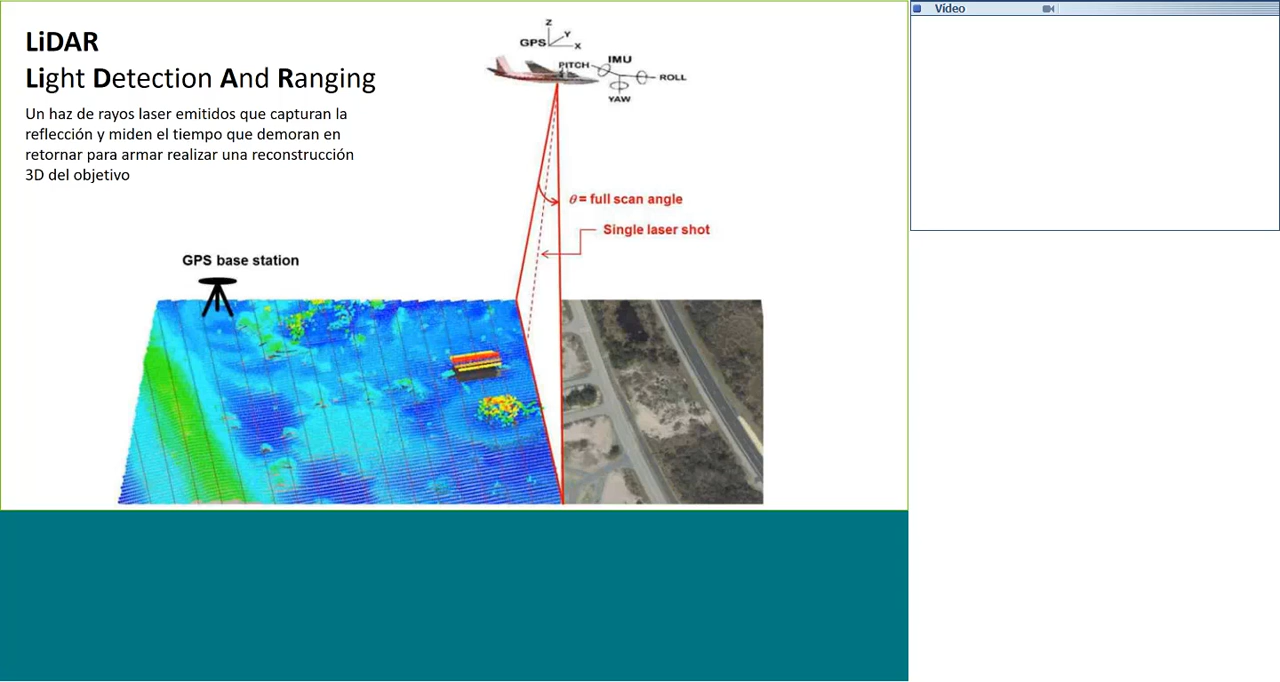 LiDAR
Light Detection And Ranging
Un haz de rayos laser emitidos que capturan la
reflección y miden el tiempo que demoran en
retornar para armar realizar una reconstrucción
3D del objetivo
Z
Y
GPS
X
IMU
PITCH
ROLL
YAW
θ = full scan angle
Single laser shot
GPS base station
Vídeo